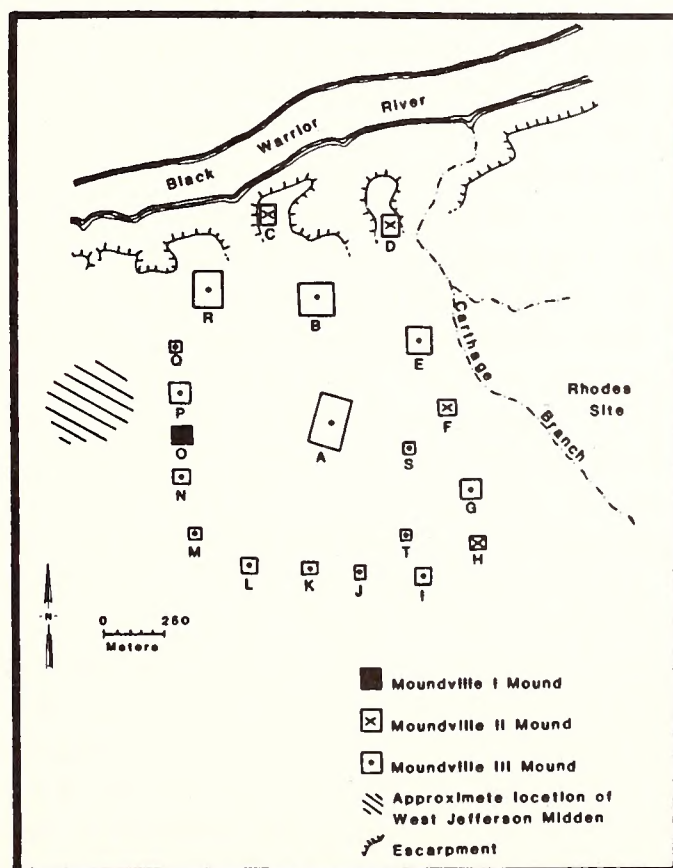 Black Warrior River
C
D
R
B
E
Q
Carthage Branch
Rhodes
Site
P
F
O
A
S
N
G
M
T
H
L
K
J
I
-N-
0 250
Meters
Moundville I Mound
Moundville II Mound
Moundville III Mound
Approximate location of
West Jefferson Midden
Escarpment